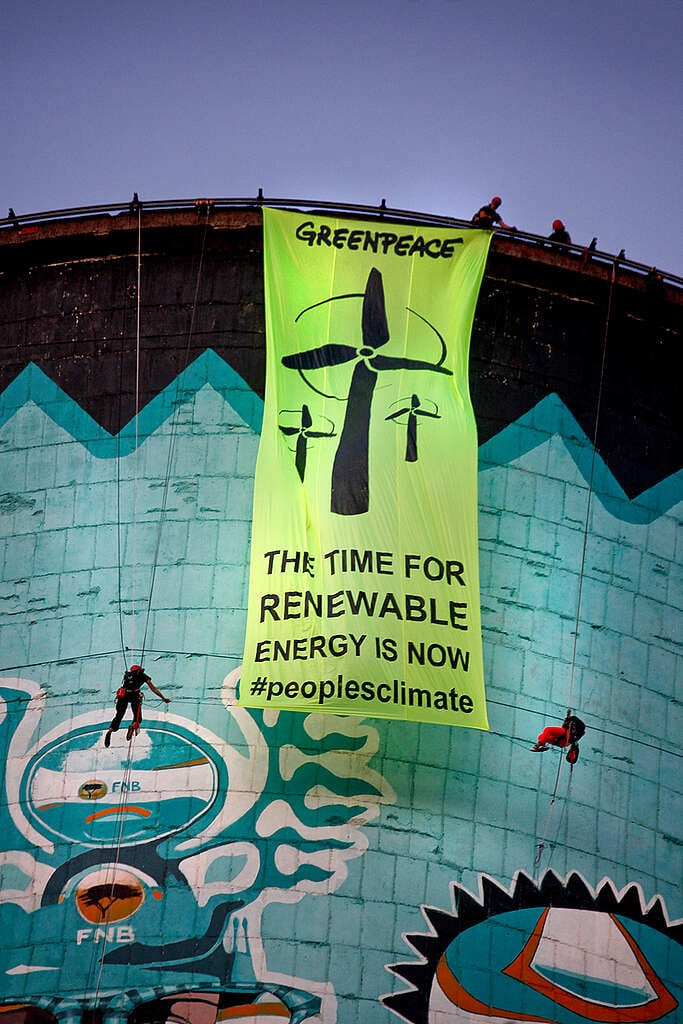 GREENPEACE
THE TIME FOR
RENEWABLE
ENERGY IS NOW
#peoplesclimate
FNB
FNB